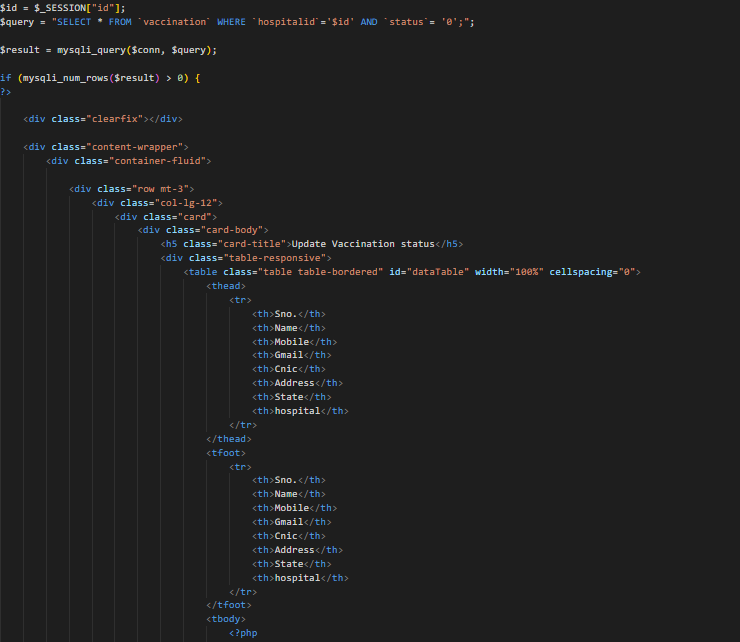 $id = $_SESSION["id"];
$query = "SELECT * FROM `vaccination` WHERE `hospitalid`='$id' AND `status`= '0';";
$result = mysqli_query($conn, $query);
if (mysqli_num_rows($result) > 0) {
?>
<div class="clearfix"></div>
<div class="content-wrapper">
<div class="container-fluid">
<div class="row mt-3">
<div class="col-lg-12">
<div class="card">
<div class="card-body">
<h5 class="card-title">Update Vaccination status</h5>
<div class="table-responsive">
<table class="table table-bordered" id="dataTable" width="100%" cellspacing="0">
<thead>
<tr>
<th>Sno.</th>
<th>Name</th>
<th>Mobile</th>
<th>Gmail</th>
<th>Cnic</th>
<th>Address</th>
<th>State</th>
<th>hospital</th>
</tr>
</thead>
<tfoot>
<tr>
<th>Sno.</th>
<th>Name</th>
<th>Mobile</th>
<th>Gmail</th>
<th>Cnic</th>
<th>Address</th>
<th>State</th>
<th>hospital</th>
</tr>
</tfoot>
<tbody>
<?php